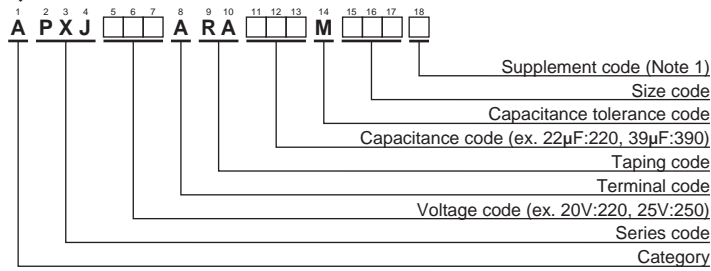 1 2 3 4 5 6 7 8 9 10 11 12 13 14 15 16 17 18
A P X J A R A M
Supplement code (Note 1)
Size code
Capacitance tolerance code
Capacitance code (ex. 22μF:220, 39μF:390)
Taping code
Terminal code
Voltage code (ex. 20V:220, 25V:250)
Series code
Category